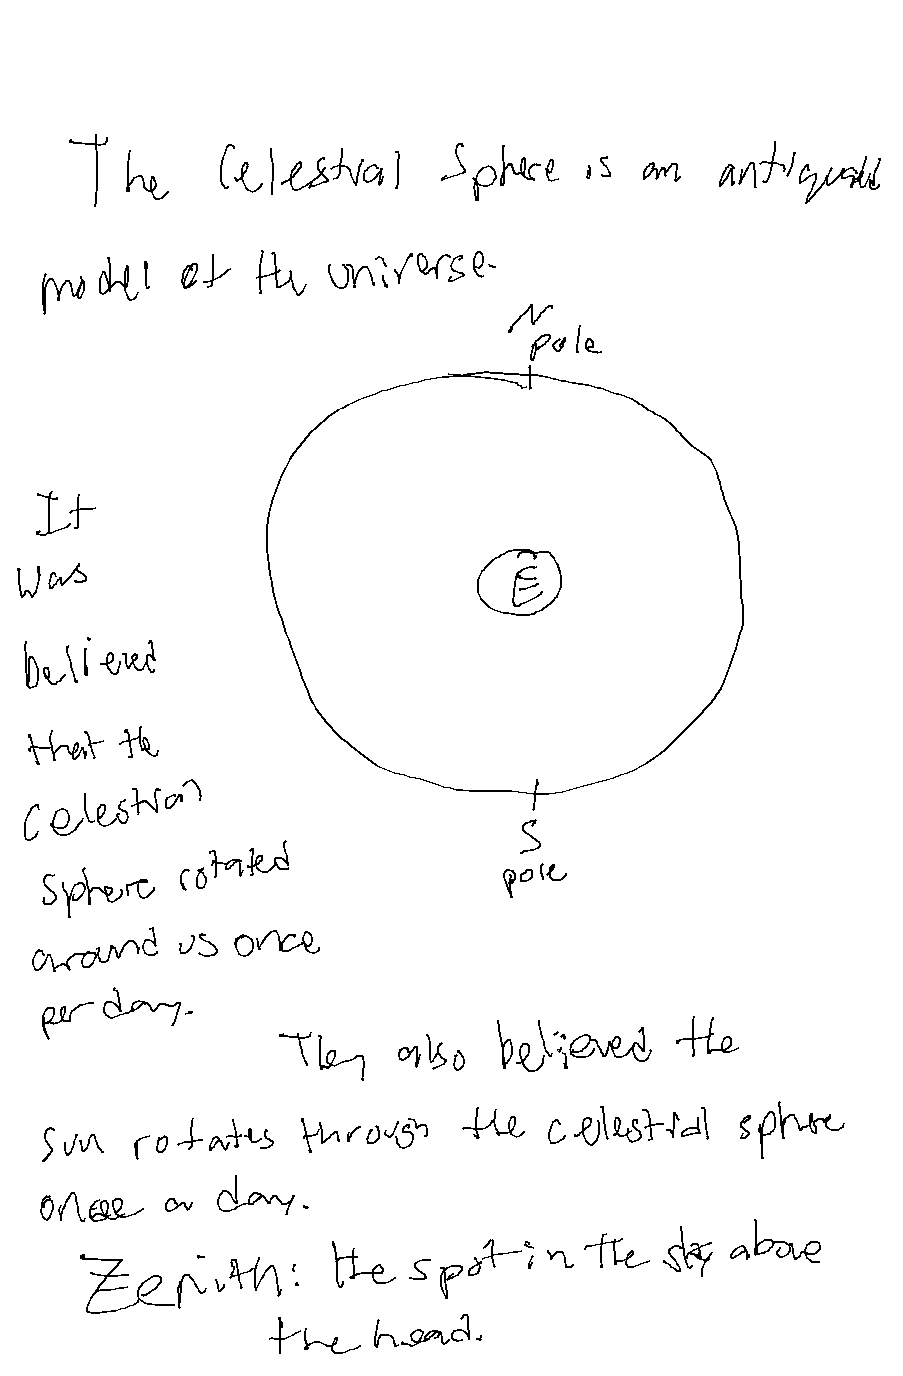 The Celestial Sphere is an antiquated
model of the universe.
N
pole
E
It
was
believed
that the
Celestial
Sphere rotated
around us once
per day.
S
pole
They also believed the
sun rotates through the celestial sphere
once a day.
Zenith: the spot in the sky above
the head.